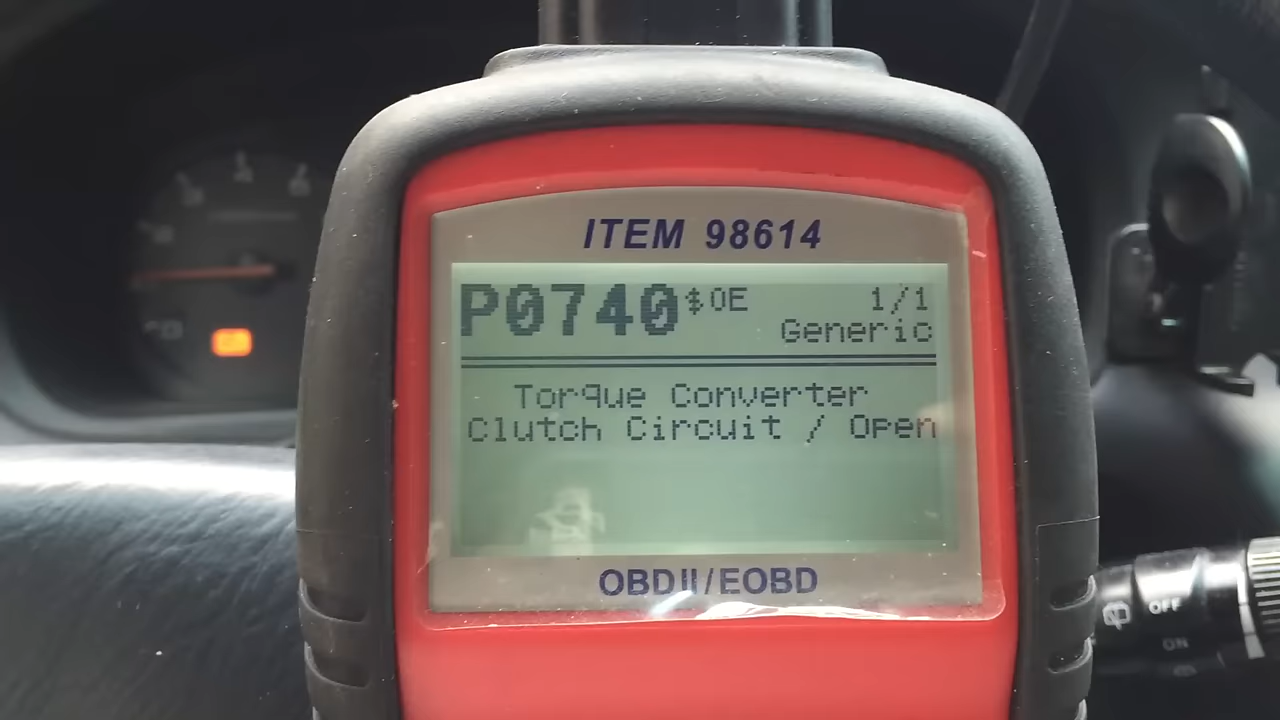 ITEM 98614
P0740 $0E 1/1
Generic
Torque Converter
Clutch Circuit / Open
OBDII/EOBD
OFF
ON